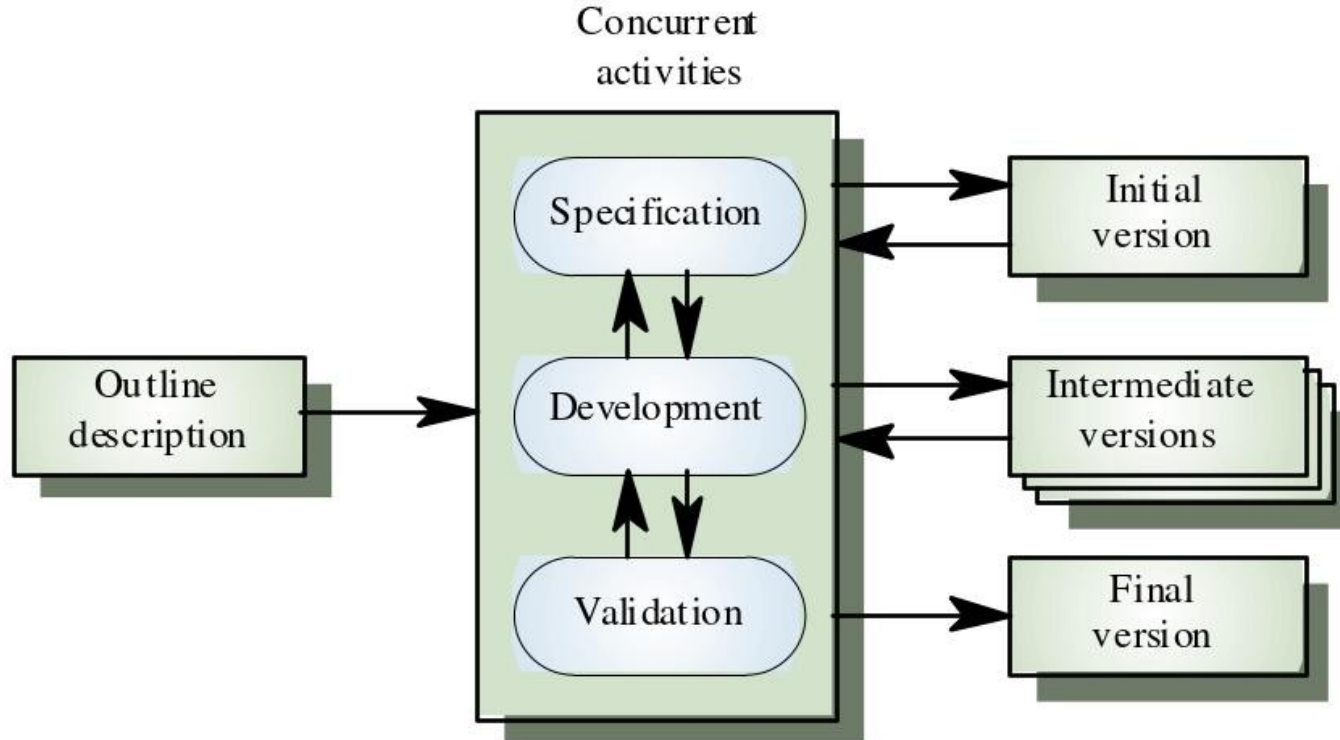 Concurrent
activities
Specification
Initial
version
Outline
description
Development
Intermediate
versions
Validation
Final
version